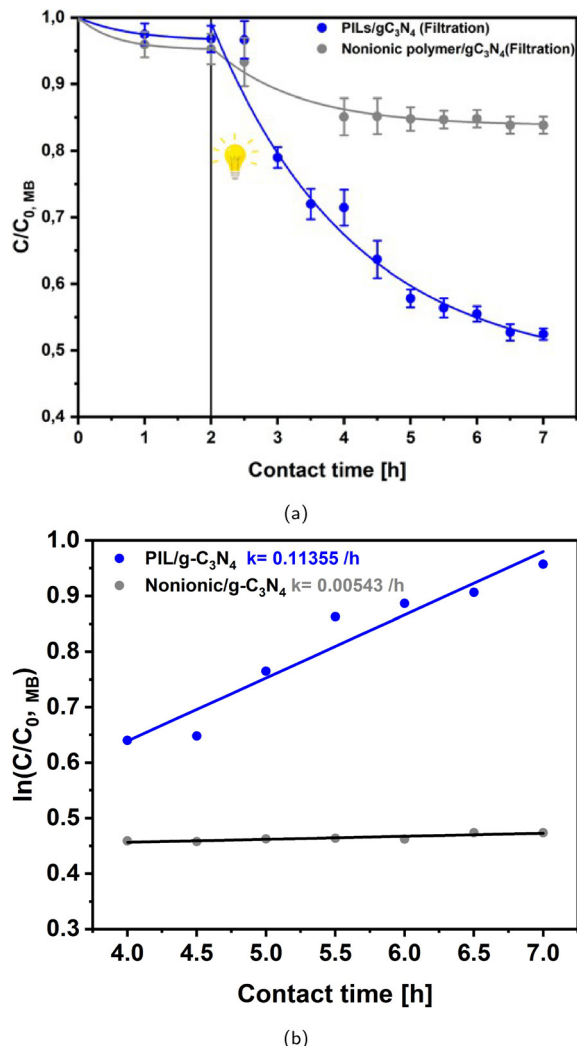 PILs/gC₃N₄ (Filtration)
Nonionic polymer/gC₃N₄(Filtration)
1,0
0,9
0,8
0,7
0,6
0,5
0,4
C/C₀, MB
0 1 2 3 4 5 6 7
Contact time [h]
(a)
PIL/g-C₃N₄ k= 0.11355 /h
Nonionic/g-C₃N₄ k= 0.00543 /h
1.0
0.9
0.8
0.7
0.6
0.5
0.4
0.3
ln(C/C₀, MB)
4.0 4.5 5.0 5.5 6.0 6.5 7.0
Contact time [h]
(b)